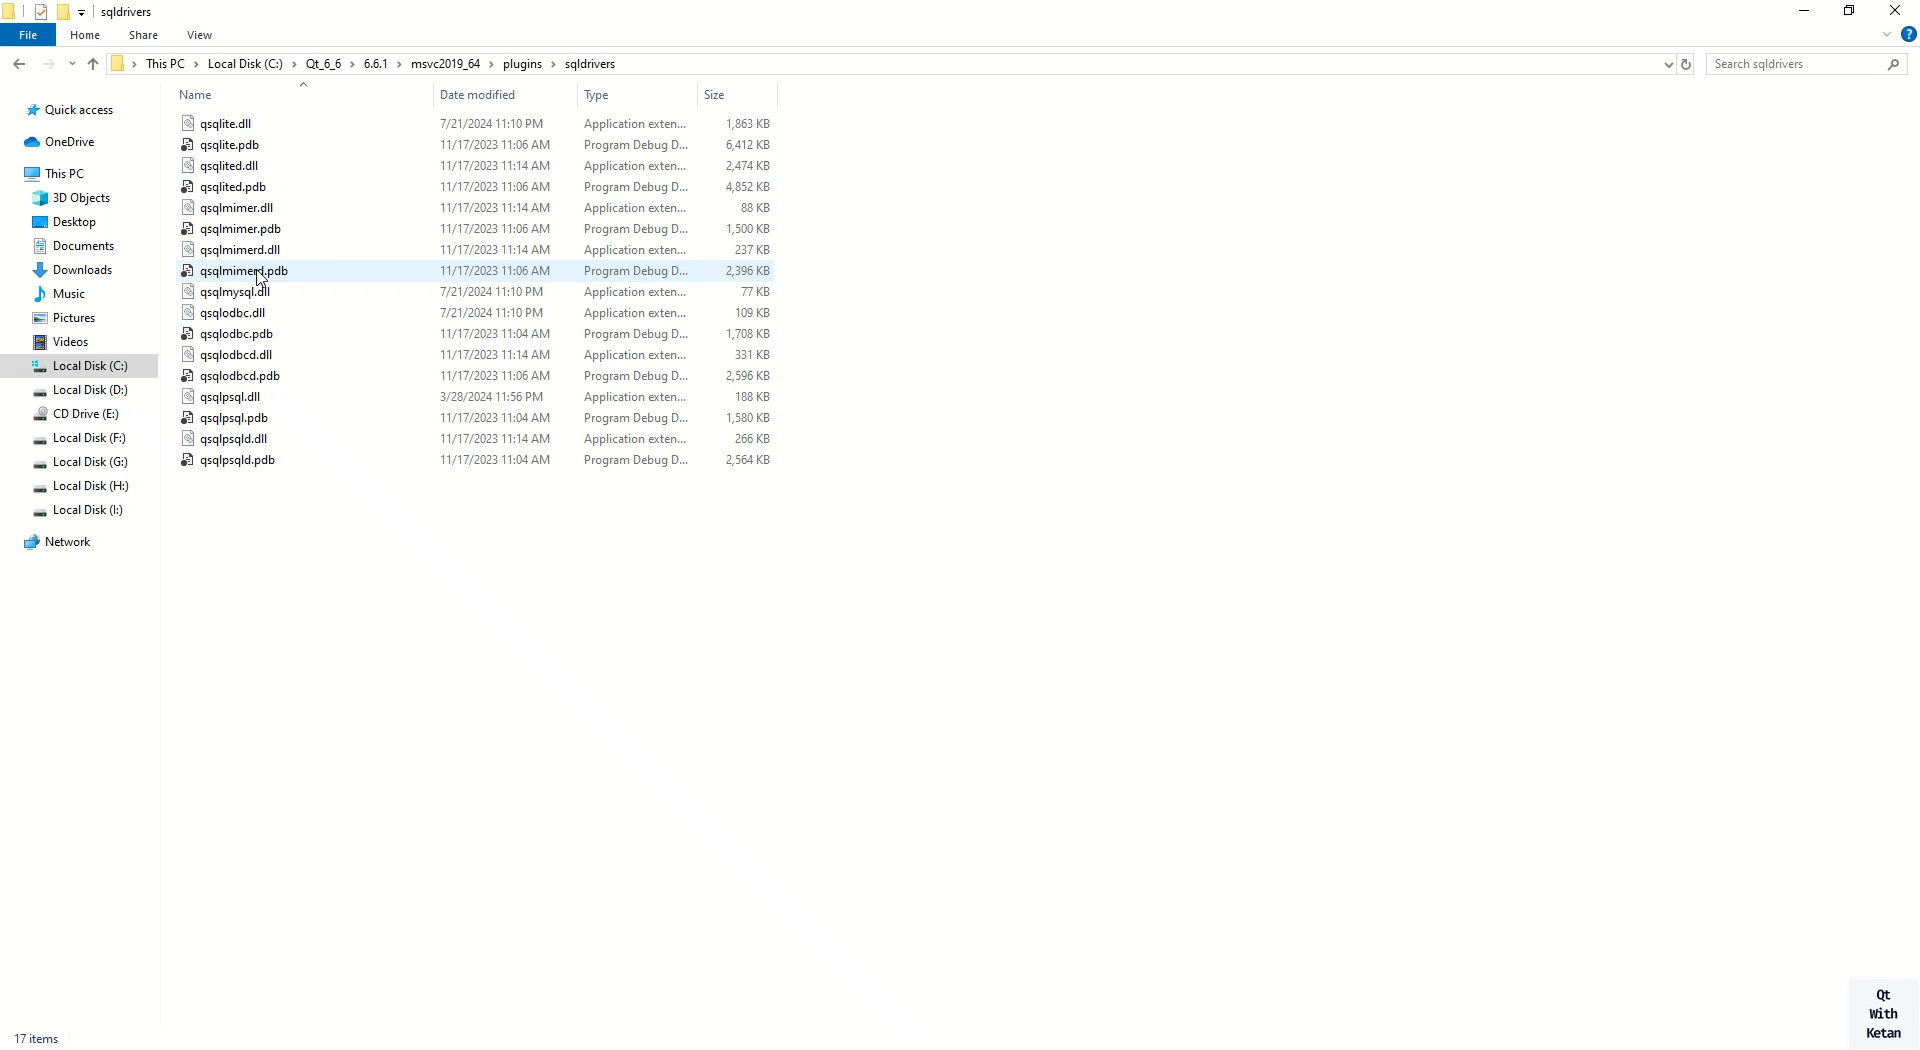 sqldrivers
File Home Share View
This PC > Local Disk (C:) > Qt_6_6 > 6.6.1 > msvc2019_64 > plugins > sqldrivers
Search sqldrivers
Name Date modified Type Size
Quick access
OneDrive
This PC
3D Objects
Desktop
Documents
Downloads
Music
Pictures
Videos
Local Disk (C:)
Local Disk (D:)
CD Drive (E:)
Local Disk (F:)
Local Disk (G:)
Local Disk (H:)
Local Disk (I:)
Network
qsqlite.dll 7/21/2024 11:10 PM Application exten... 1,863 KB
qsqlite.pdb 11/17/2023 11:06 AM Program Debug D... 6,412 KB
qsqlited.dll 11/17/2023 11:14 AM Application exten... 2,474 KB
qsqlited.pdb 11/17/2023 11:06 AM Program Debug D... 4,852 KB
qsqlmimer.dll 11/17/2023 11:14 AM Application exten... 88 KB
qsqlmimer.pdb 11/17/2023 11:06 AM Program Debug D... 1,500 KB
qsqlmimerd.dll 11/17/2023 11:14 AM Application exten... 237 KB
qsqlmimerd.pdb 11/17/2023 11:06 AM Program Debug D... 2,396 KB
qsqlmysql.dll 7/21/2024 11:10 PM Application exten... 77 KB
qsqlodbc.dll 7/21/2024 11:10 PM Application exten... 109 KB
qsqlodbc.pdb 11/17/2023 11:04 AM Program Debug D... 1,708 KB
qsqlodbcd.dll 11/17/2023 11:14 AM Application exten... 331 KB
qsqlodbcd.pdb 11/17/2023 11:06 AM Program Debug D... 2,596 KB
qsqlpsql.dll 3/28/2024 11:56 PM Application exten... 188 KB
qsqlpsql.pdb 11/17/2023 11:04 AM Program Debug D... 1,580 KB
qsqlpsqld.dll 11/17/2023 11:14 AM Application exten... 266 KB
qsqlpsqld.pdb 11/17/2023 11:04 AM Program Debug D... 2,564 KB
Qt
With
Ketan
17 items